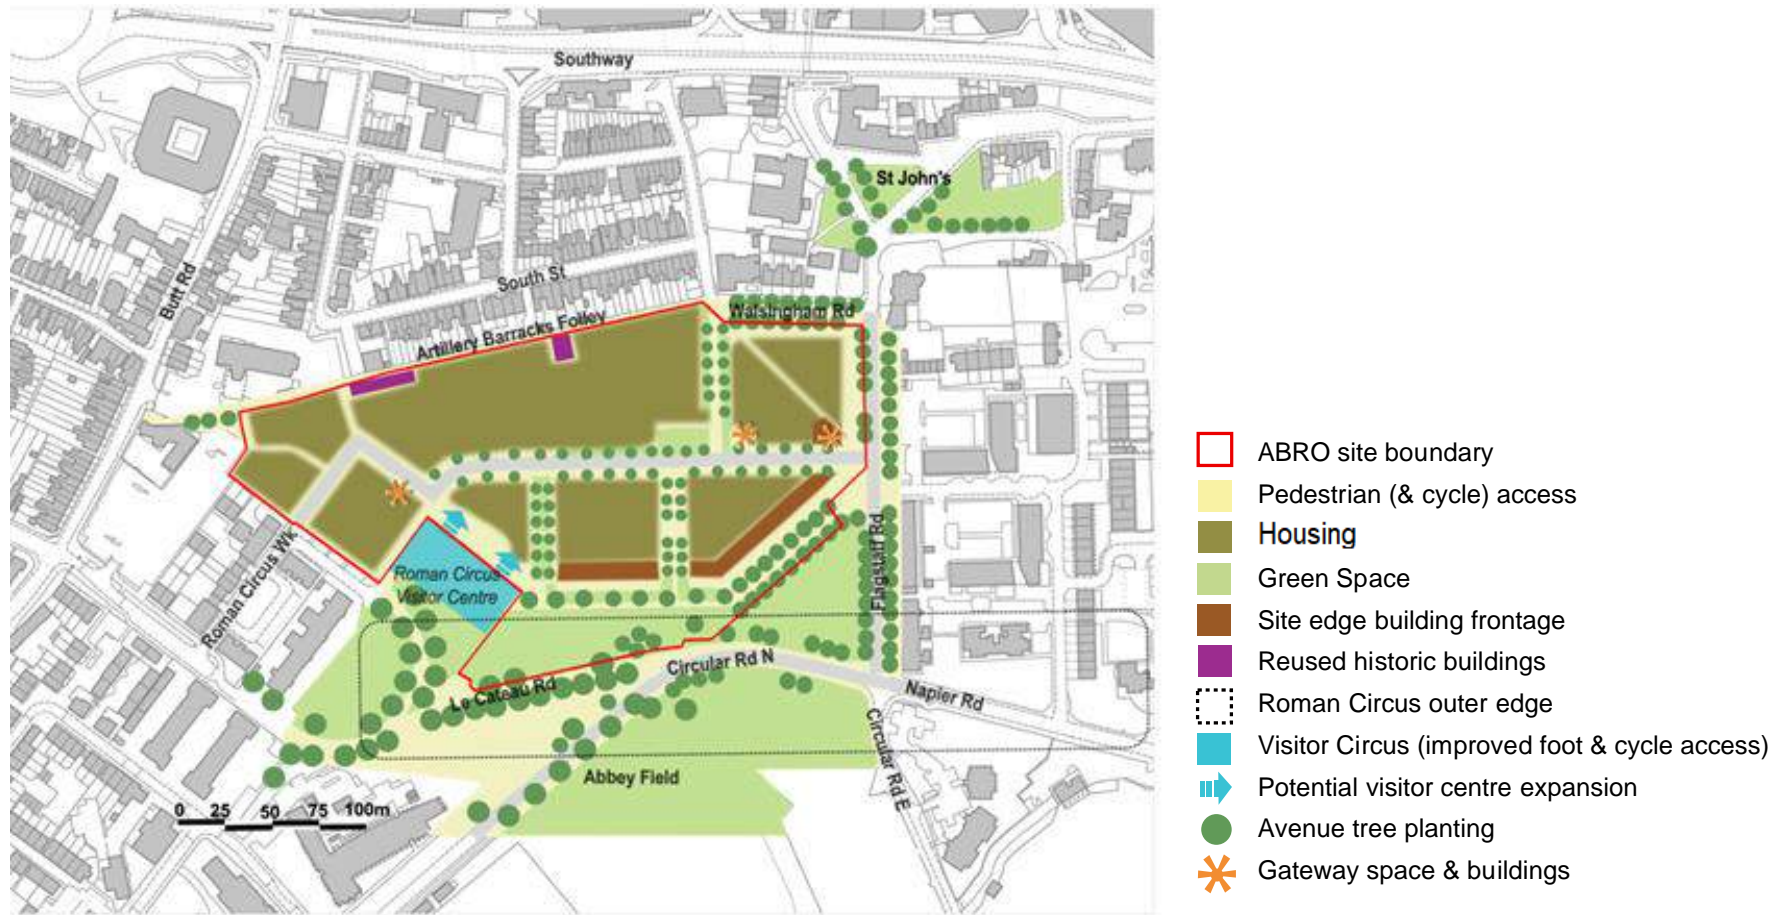 Southway
St John's
Butt Rd
South St
Walsingham Rd
Artillery Barracks Folley
Roman Circus Wk
Roman Circus
Visitor Centre
Flagstaff Rd
Circular Rd N
Le Cateau Rd
Napier Rd
Circular Rd E
Abbey Field
0 25 50 75 100m
ABRO site boundary
Pedestrian (& cycle) access
Housing
Green Space
Site edge building frontage
Reused historic buildings
Roman Circus outer edge
Visitor Circus (improved foot & cycle access)
Potential visitor centre expansion
Avenue tree planting
Gateway space & buildings